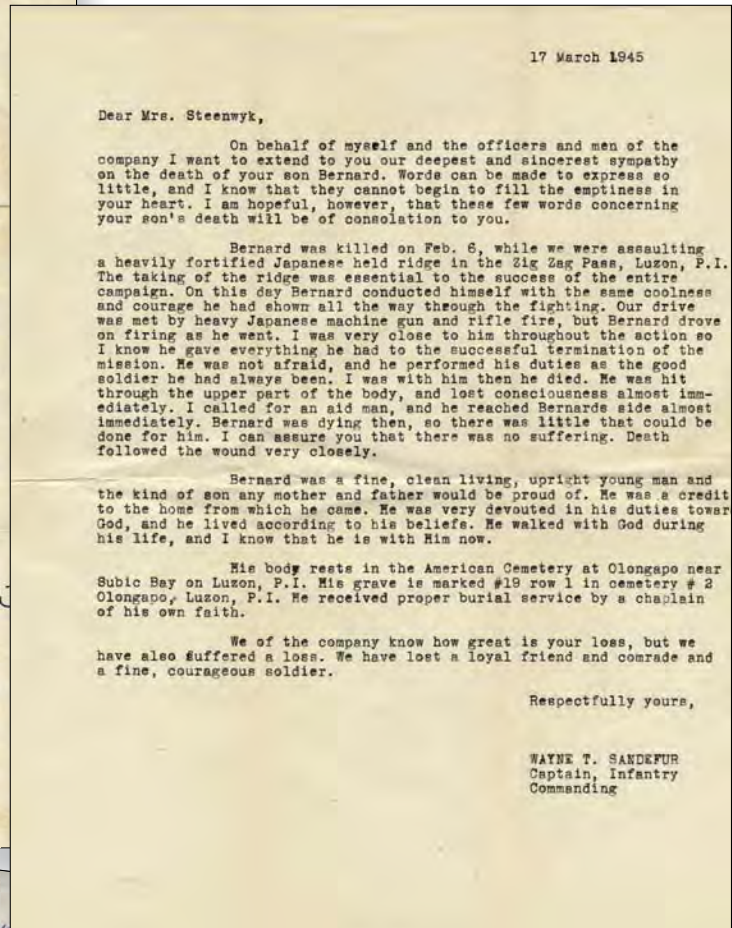 17 March 1945
Dear Mrs. Steenwyk,
On behalf of myself and the officers and men of the
company I want to extend to you our deepest and sincerest sympathy
on the death of your son Bernard. Words can be made to express so
little, and I know that they cannot begin to fill the emptiness in
your heart. I am hopeful, however, that these few words concerning
your son's death will be of consolation to you.
Bernard was killed on Feb. 6, while we were assaulting
a heavily fortified Japanese held ridge in the Zig Zag Pass, Luzon, P.I.
The taking of the ridge was essential to the success of the entire
campaign. On this day Bernard conducted himself with the same coolness
and courage he had shown all the way through the fighting. Our drive
was met by heavy Japanese machine gun and rifle fire, but Bernard drove
on firing as he went. I was very close to him throughout the action so
I know he gave everything he had to the successful termination of the
mission. He was not afraid, and he performed his duties as the good
soldier he had always been. I was with him then he died. He was hit
through the upper part of the body, and lost consciousness almost imm-
ediately. I called for an aid man, and he reached Bernards side almost
immediately. Bernard was dying then, so there was little that could be
done for him. I can assure you that there was no suffering. Death
followed the wound very closely.
Bernard was a fine, clean living, upright young man and
the kind of son any mother and father would be proud of. He was a credit
to the home from which he came. He was very devouted in his duties towar
God, and he lived according to his beliefs. He walked with God during
his life, and I know that he is with Him now.
His body rests in the American Cemetery at Olongapo near
Subic Bay on Luzon, P.I. His grave is marked #19 row 1 in cemetery # 2
Olongapo, Luzon, P.I. He received proper burial service by a chaplain
of his own faith.
We of the company know how great is your loss, but we
have also suffered a loss. We have lost a loyal friend and comrade and
a fine, courageous soldier.
Respectfully yours,
WAYNE T. SANDEFUR
Captain, Infantry
Commanding